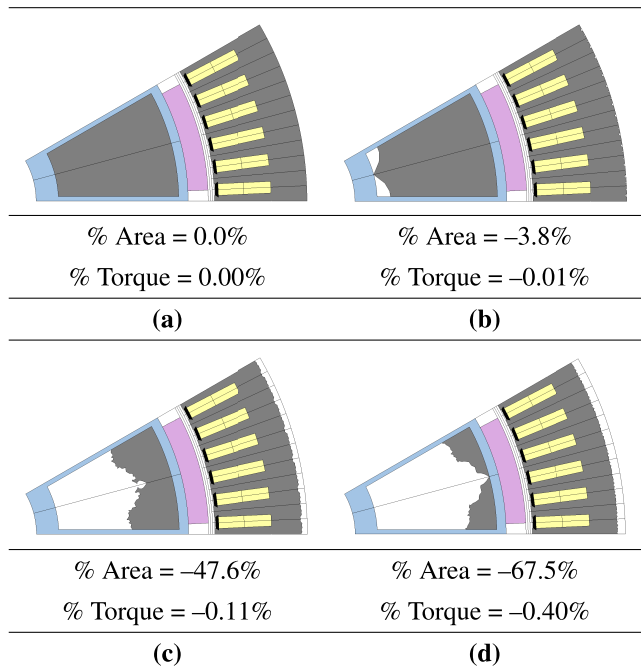 % Area = 0.0%
% Area = –3.8%
% Torque = 0.00%
% Torque = –0.01%
(a)
(b)
% Area = –47.6%
% Area = –67.5%
% Torque = –0.11%
% Torque = –0.40%
(c)
(d)